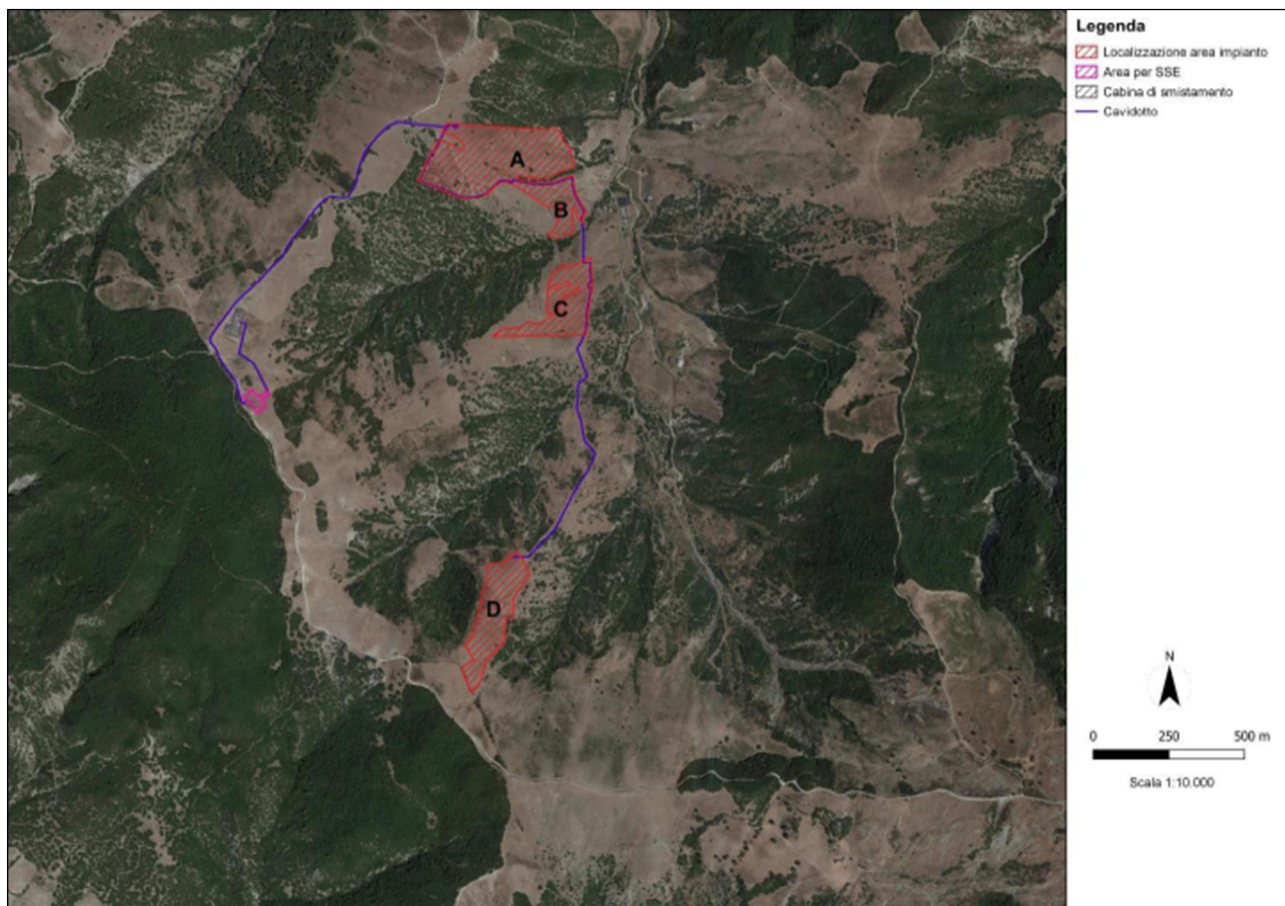 Legenda
Localizzazione area impianto
Area per SSE
Cabina di smistamento
Cavidotto
A
B
C
D
N
0 250 500 m
Scala 1:10.000